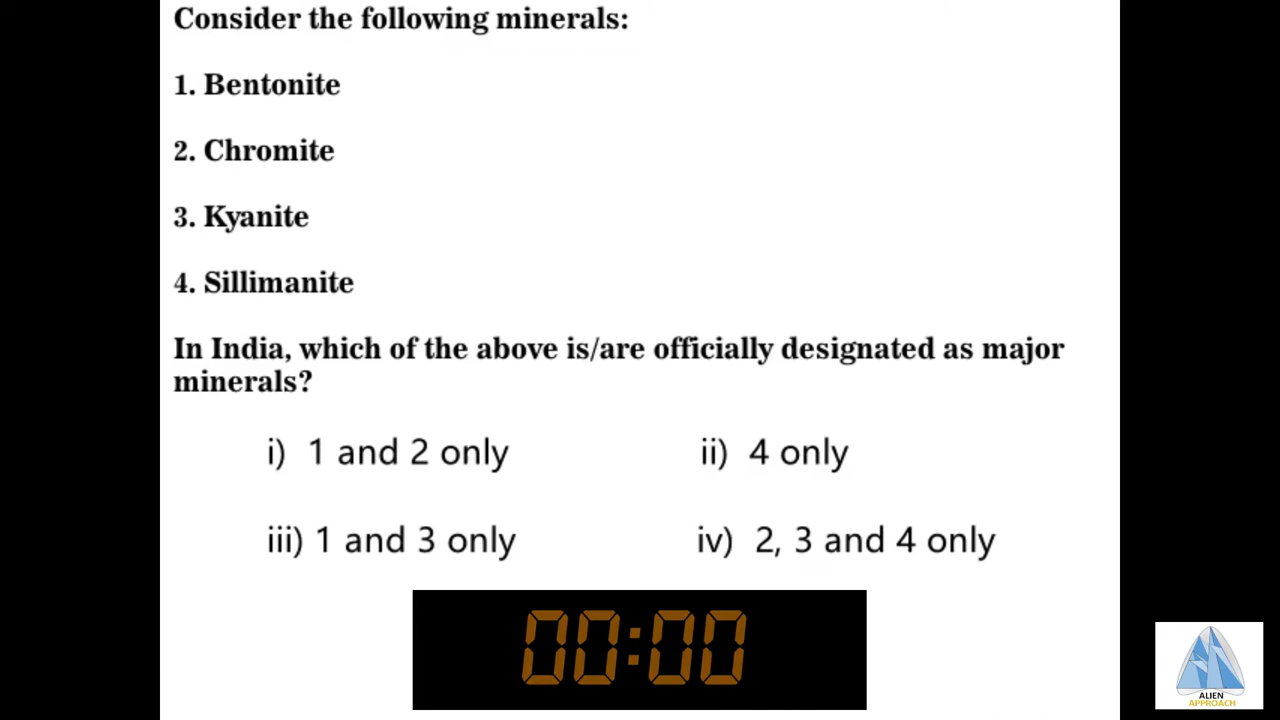 Consider the following minerals:
1. Bentonite
2. Chromite
3. Kyanite
4. Sillimanite
In India, which of the above is/are officially designated as major
minerals?
i) 1 and 2 only
ii) 4 only
iii) 1 and 3 only
iv) 2, 3 and 4 only
00:00
ALIEN
APPROACH